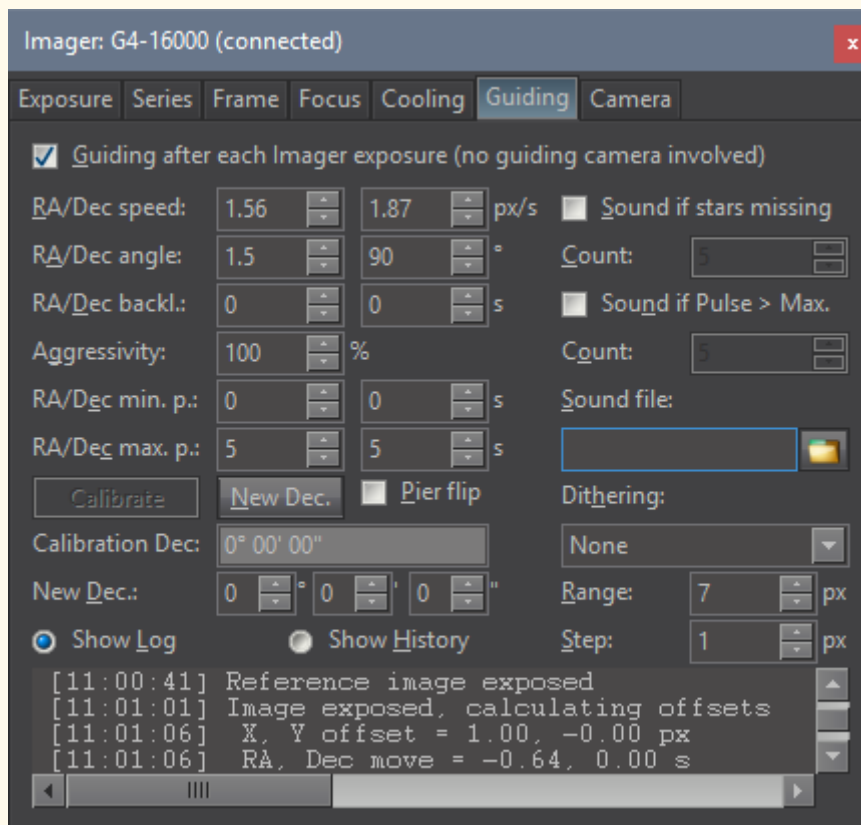 Imager: G4-16000 (connected)
x
Exposure Series Frame Focus Cooling Guiding Camera
Guiding after each Imager exposure (no guiding camera involved)
RA/Dec speed: 1.56 1.87 px/s Sound if stars missing
RA/Dec angle: 1.5 90 ° Count: 5
RA/Dec backl.: 0 0 s Sound if Pulse > Max.
Aggressivity: 100 % Count: 5
RA/Dec min. p.: 0 0 s Sound file:
RA/Dec max. p.: 5 5 s
Calibrate New Dec. Pier flip Dithering:
Calibration Dec: 0° 00' 00" None
New Dec.: 0 ° 0 ' 0 " Range: 7 px
Show Log Show History Step: 1 px
[11:00:41] Reference image exposed
[11:01:01] Image exposed, calculating offsets
[11:01:06] X, Y offset = 1.00, -0.00 px
[11:01:06] RA, Dec move = -0.64, 0.00 s